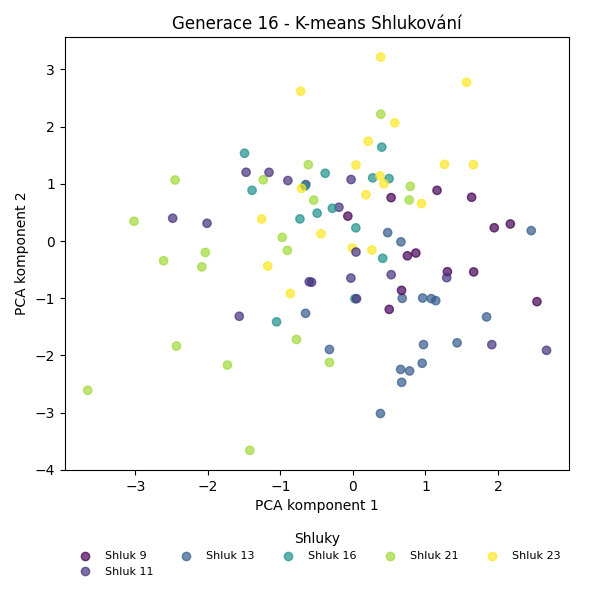 Generace 16 - K-means Shlukování
PCA komponent 2
3
2
1
0
−1
−2
−3
−4
−3
−2
−1
0
1
2
PCA komponent 1
Shluky
Shluk 9
Shluk 13
Shluk 16
Shluk 21
Shluk 23
Shluk 11